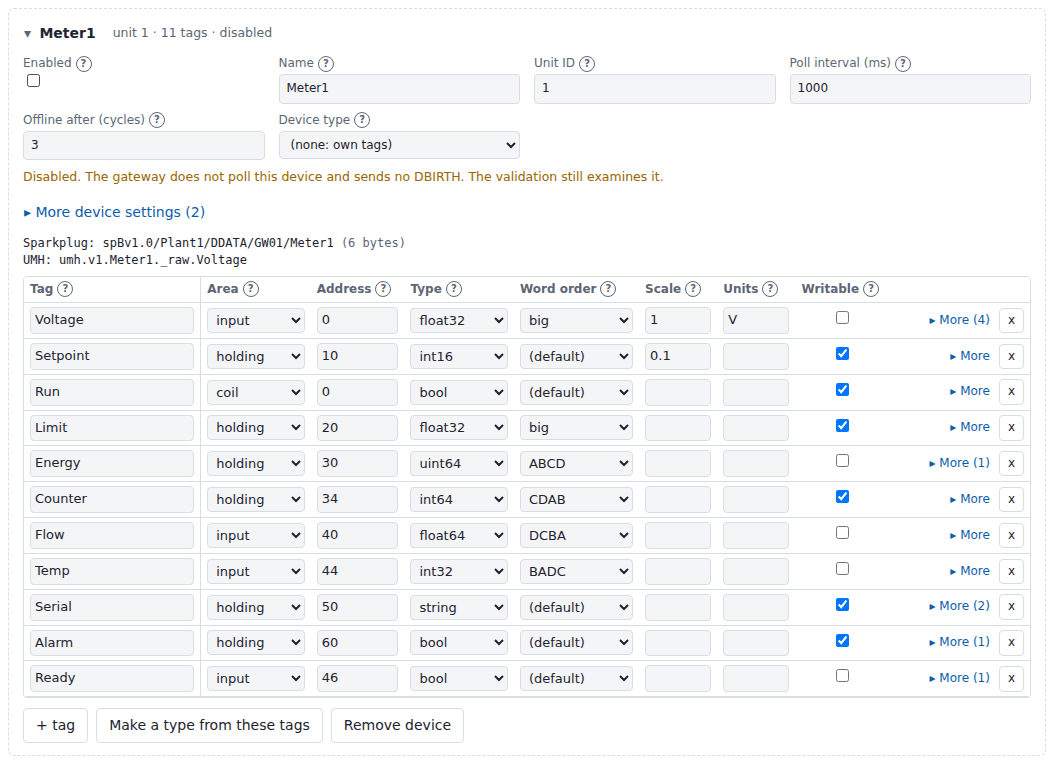 ▾ Meter1 unit 1 · 11 tags · disabled
Enabled ? Name ? Unit ID ? Poll interval (ms) ?
Meter1 1 1000
Offline after (cycles) ? Device type ?
3 (none: own tags)
Disabled. The gateway does not poll this device and sends no DBIRTH. The validation still examines it.
▸ More device settings (2)
Sparkplug: spBv1.0/Plant1/DDATA/GW01/Meter1 (6 bytes)
UMH: umh.v1.Meter1._raw.Voltage
Tag ? Area ? Address ? Type ? Word order ? Scale ? Units ? Writable ?
Voltage input 0 float32 big 1 V ▸ More (4) x
Setpoint holding 10 int16 (default) 0.1 ▸ More x
Run coil 0 bool (default) ▸ More x
Limit holding 20 float32 big ▸ More x
Energy holding 30 uint64 ABCD ▸ More (1) x
Counter holding 34 int64 CDAB ▸ More x
Flow input 40 float64 DCBA ▸ More x
Temp input 44 int32 BADC ▸ More x
Serial holding 50 string (default) ▸ More (2) x
Alarm holding 60 bool (default) ▸ More (1) x
Ready input 46 bool (default) ▸ More (1) x
+ tag Make a type from these tags Remove device